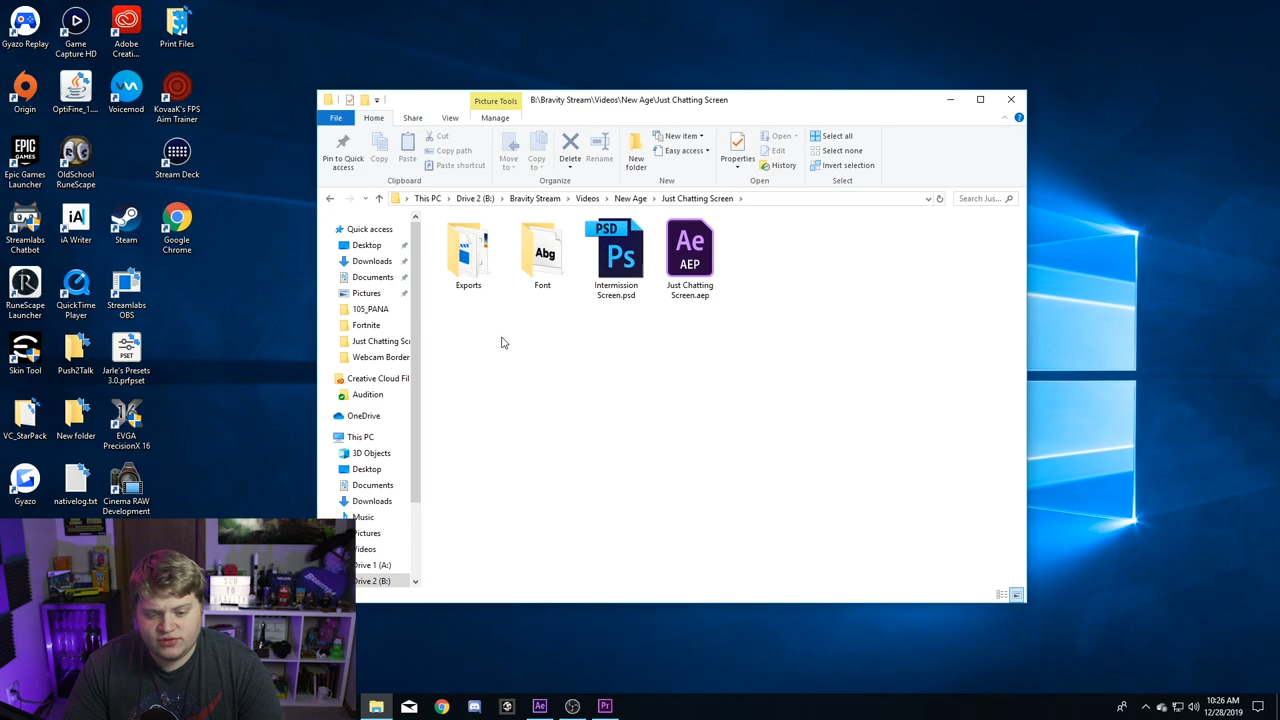 Gyazo Replay
Game
Capture HD
Adobe
Creati...
Print Files
Origin
OptiFine_1....
Voicemod
KovaaK's FPS
Aim Trainer
EPIC
GAMES
Epic Games
Launcher
OldSchool
RuneScape
Stream Deck
Streamlabs
Chatbot
iA
iA Writer
Steam
Google
Chrome
RuneScape
Launcher
QuickTime
Player
Streamlabs
OBS
Skin Tool
Push2Talk
PSET
Jarle's Presets
3.0.prfpset
VC_StarPack
New folder
EVGA
PrecisionX 16
Gyazo
nativelog.txt
Cinema RAW
Development
Picture Tools
B:\Bravity Stream\Videos\New Age\Just Chatting Screen
File
Home
Share
View
Manage
Pin to Quick
access
Copy
Paste
Cut
Copy path
Paste shortcut
Clipboard
Move
to
Copy
to
Delete
Rename
Organize
New
folder
New item
Easy access
New
Properties
Open
Edit
History
Open
Select all
Select none
Invert selection
Select
This PC
Drive 2 (B:)
Bravity Stream
Videos
New Age
Just Chatting Screen
Search Jus...
Quick access
Desktop
Downloads
Documents
Pictures
105_PANA
Fortnite
Just Chatting Scr
Webcam Border
Creative Cloud Fil
Audition
OneDrive
This PC
3D Objects
Desktop
Documents
Downloads
Music
Pictures
Videos
Drive 1 (A:)
Drive 2 (B:)
Exports
Abg
Font
PSD
Ps
Intermission
Screen.psd
Ae
AEP
Just Chatting
Screen.aep
Ae
Pr
10:26 AM
12/28/2019